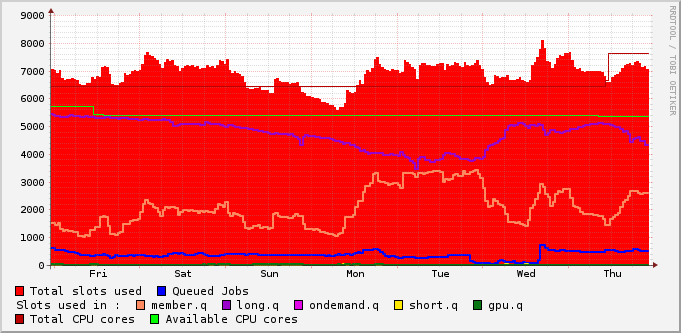 9000
8000
7000
6000
5000
4000
3000
2000
1000
0
Fri Sat Sun Mon Tue Wed Thu
RRDTOOL / TOBI OETIKER
Total slots used Queued Jobs
Slots used in : member.q long.q ondemand.q short.q gpu.q
Total CPU cores Available CPU cores